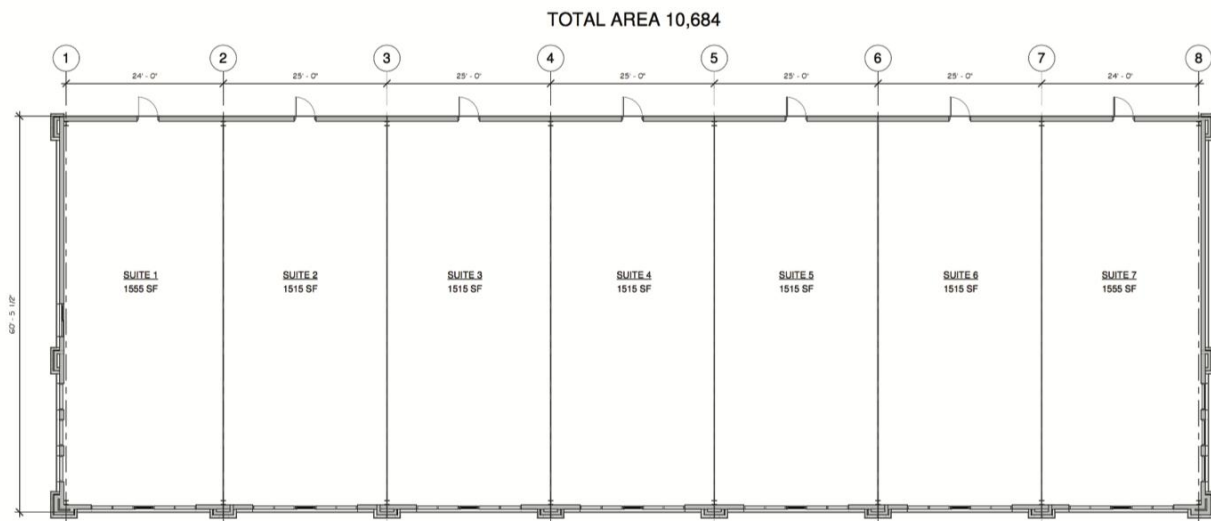 TOTAL AREA 10,684
1 2 3 4 5 6 7 8
24' - 0" 25' - 0" 25' - 0" 25' - 0" 25' - 0" 25' - 0" 24' - 0"
60' - 5 1/2"
SUITE 1 SUITE 2 SUITE 3 SUITE 4 SUITE 5 SUITE 6 SUITE 7
1555 SF 1515 SF 1515 SF 1515 SF 1515 SF 1515 SF 1555 SF